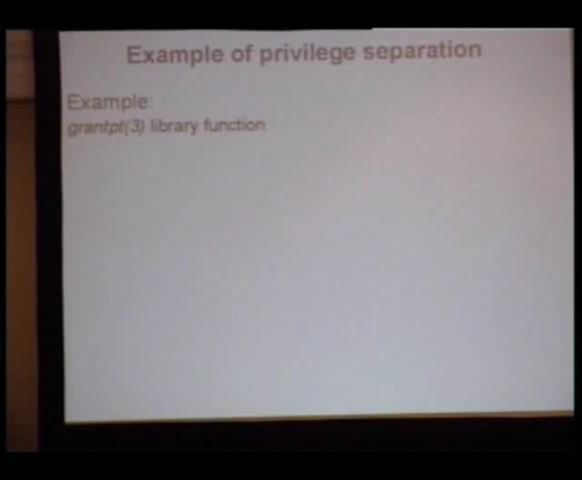 Example of privilege separation
Example:
grantpt(3) library function